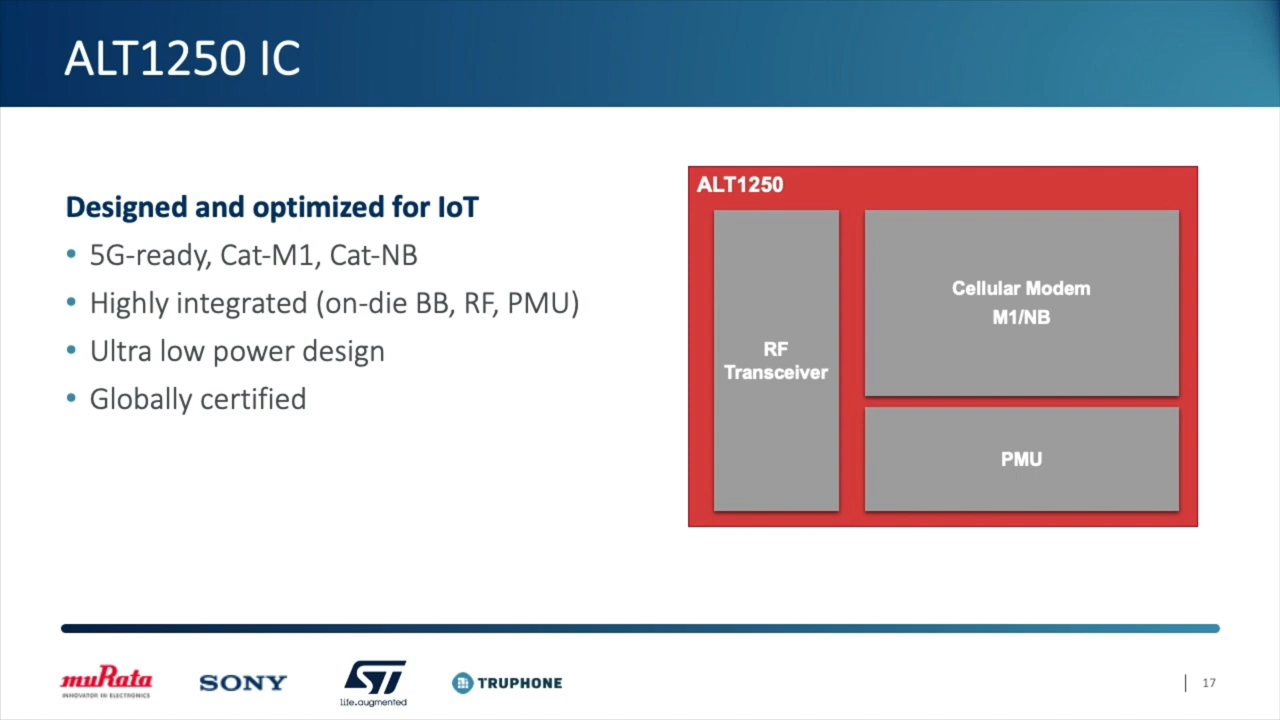 ALT1250 IC
Designed and optimized for IoT
• 5G-ready, Cat-M1, Cat-NB
• Highly integrated (on-die BB, RF, PMU)
• Ultra low power design
• Globally certified
ALT1250
RF
Transceiver
Cellular Modem
M1/NB
PMU
muRata
INNOVATOR IN ELECTRONICS
SONY
ST
life.augmented
TRUPHONE
17